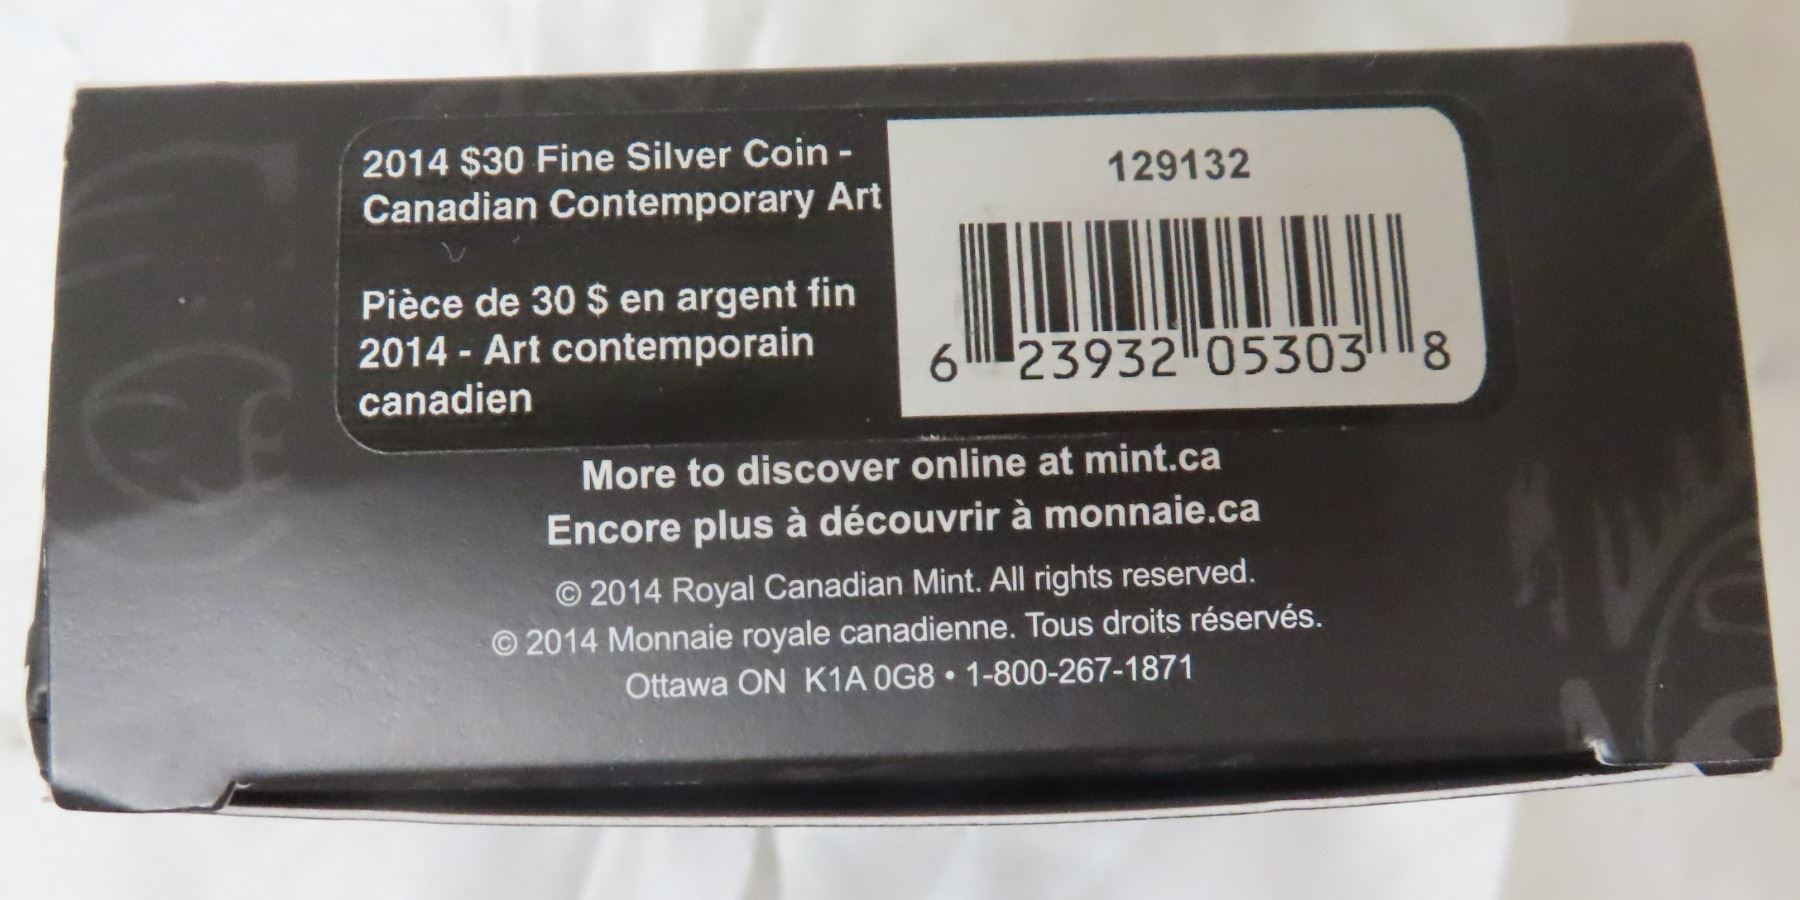 2014 $30 Fine Silver Coin -
Canadian Contemporary Art
Pièce de 30 $ en argent fin
2014 - Art contemporain
canadien
129132
6 23932 05303 8
More to discover online at mint.ca
Encore plus à découvrir à monnaie.ca
© 2014 Royal Canadian Mint. All rights reserved.
© 2014 Monnaie royale canadienne. Tous droits réservés.
Ottawa ON K1A 0G8 • 1-800-267-1871